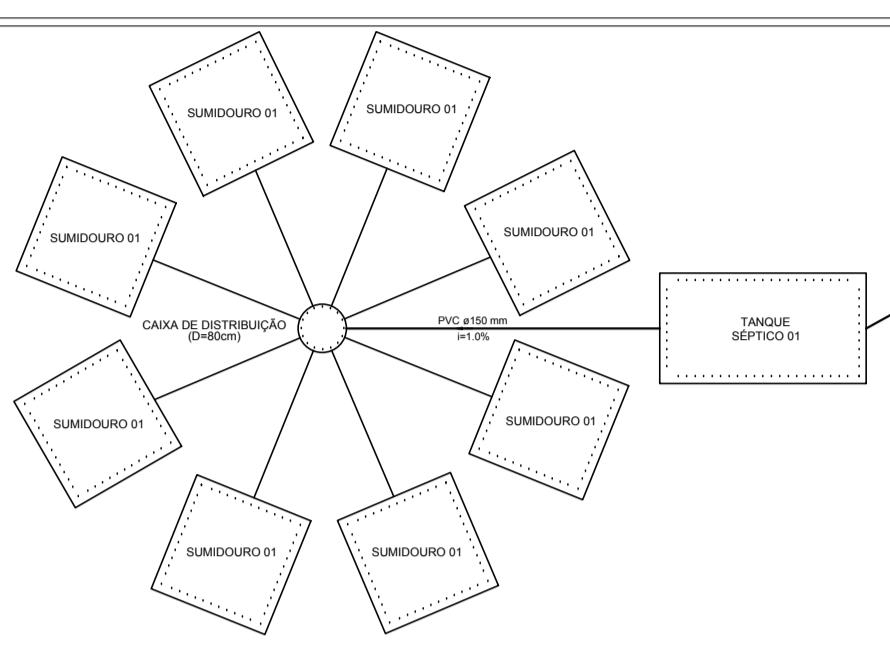 SUMIDOURO 01
SUMIDOURO 01
SUMIDOURO 01
SUMIDOURO 01
CAIXA DE DISTRIBUIÇÃO
(D=80cm)
PVC ø150 mm
i=1.0%
TANQUE
SÉPTICO 01
SUMIDOURO 01
SUMIDOURO 01
SUMIDOURO 01
SUMIDOURO 01